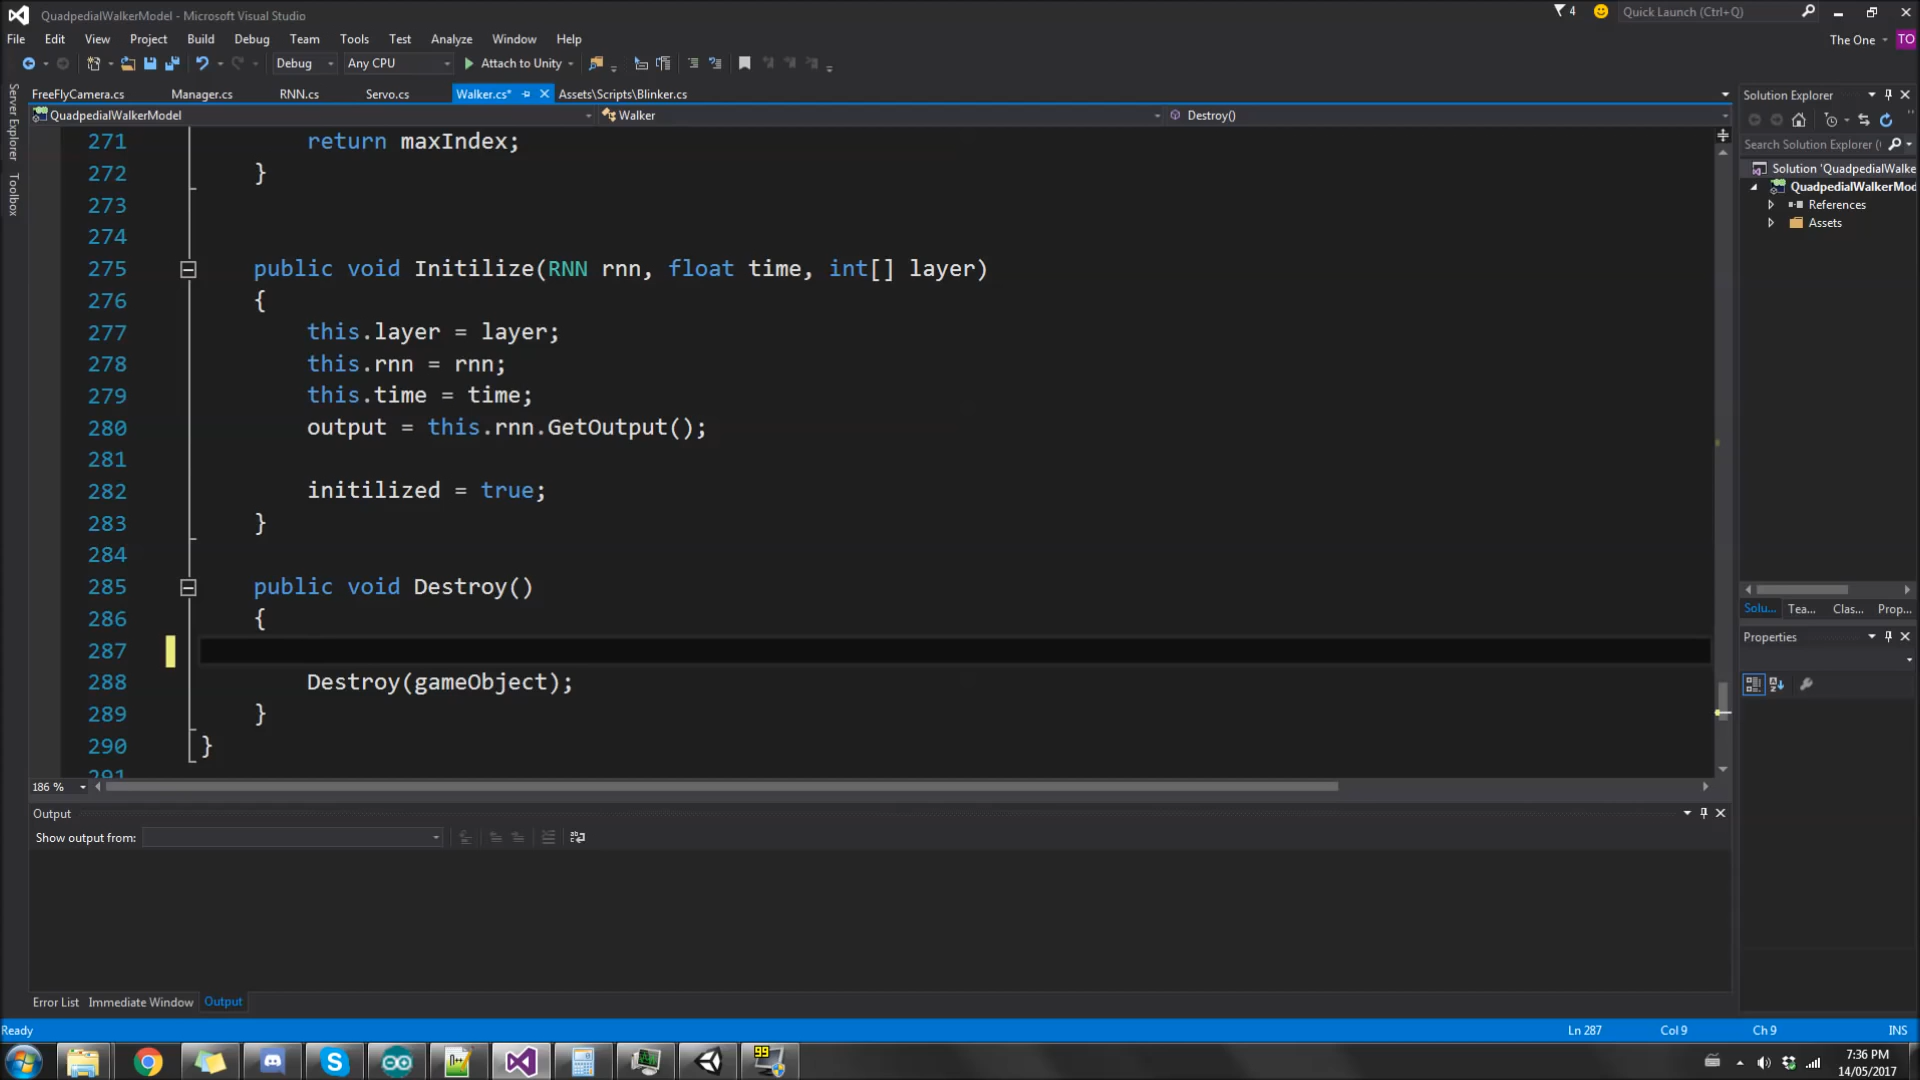 QuadpedialWalkerModel - Microsoft Visual Studio
4
Quick Launch (Ctrl+Q)
File Edit View Project Build Debug Team Tools Test Analyze Window Help
The One TO
Debug Any CPU Attach to Unity
Server Explorer
Toolbox
FreeFlyCamera.cs Manager.cs RNN.cs Servo.cs Walker.cs* Assets\Scripts\Blinker.cs
QuadpedialWalkerModel Walker Destroy()
271 return maxIndex;
272 }
273
274
275 public void Initilize(RNN rnn, float time, int[] layer)
276 {
277 this.layer = layer;
278 this.rnn = rnn;
279 this.time = time;
280 output = this.rnn.GetOutput();
281
282 initilized = true;
283 }
284
285 public void Destroy()
286 {
287
288 Destroy(gameObject);
289 }
290 }
291
186 %
Solution Explorer
Search Solution Explorer (
Solution 'QuadpedialWalke
QuadpedialWalkerMod
References
Assets
Solu... Tea... Clas... Prop...
Properties
Output
Show output from:
Error List Immediate Window Output
Ready Ln 287 Col 9 Ch 9 INS
99
7:36 PM
14/05/2017